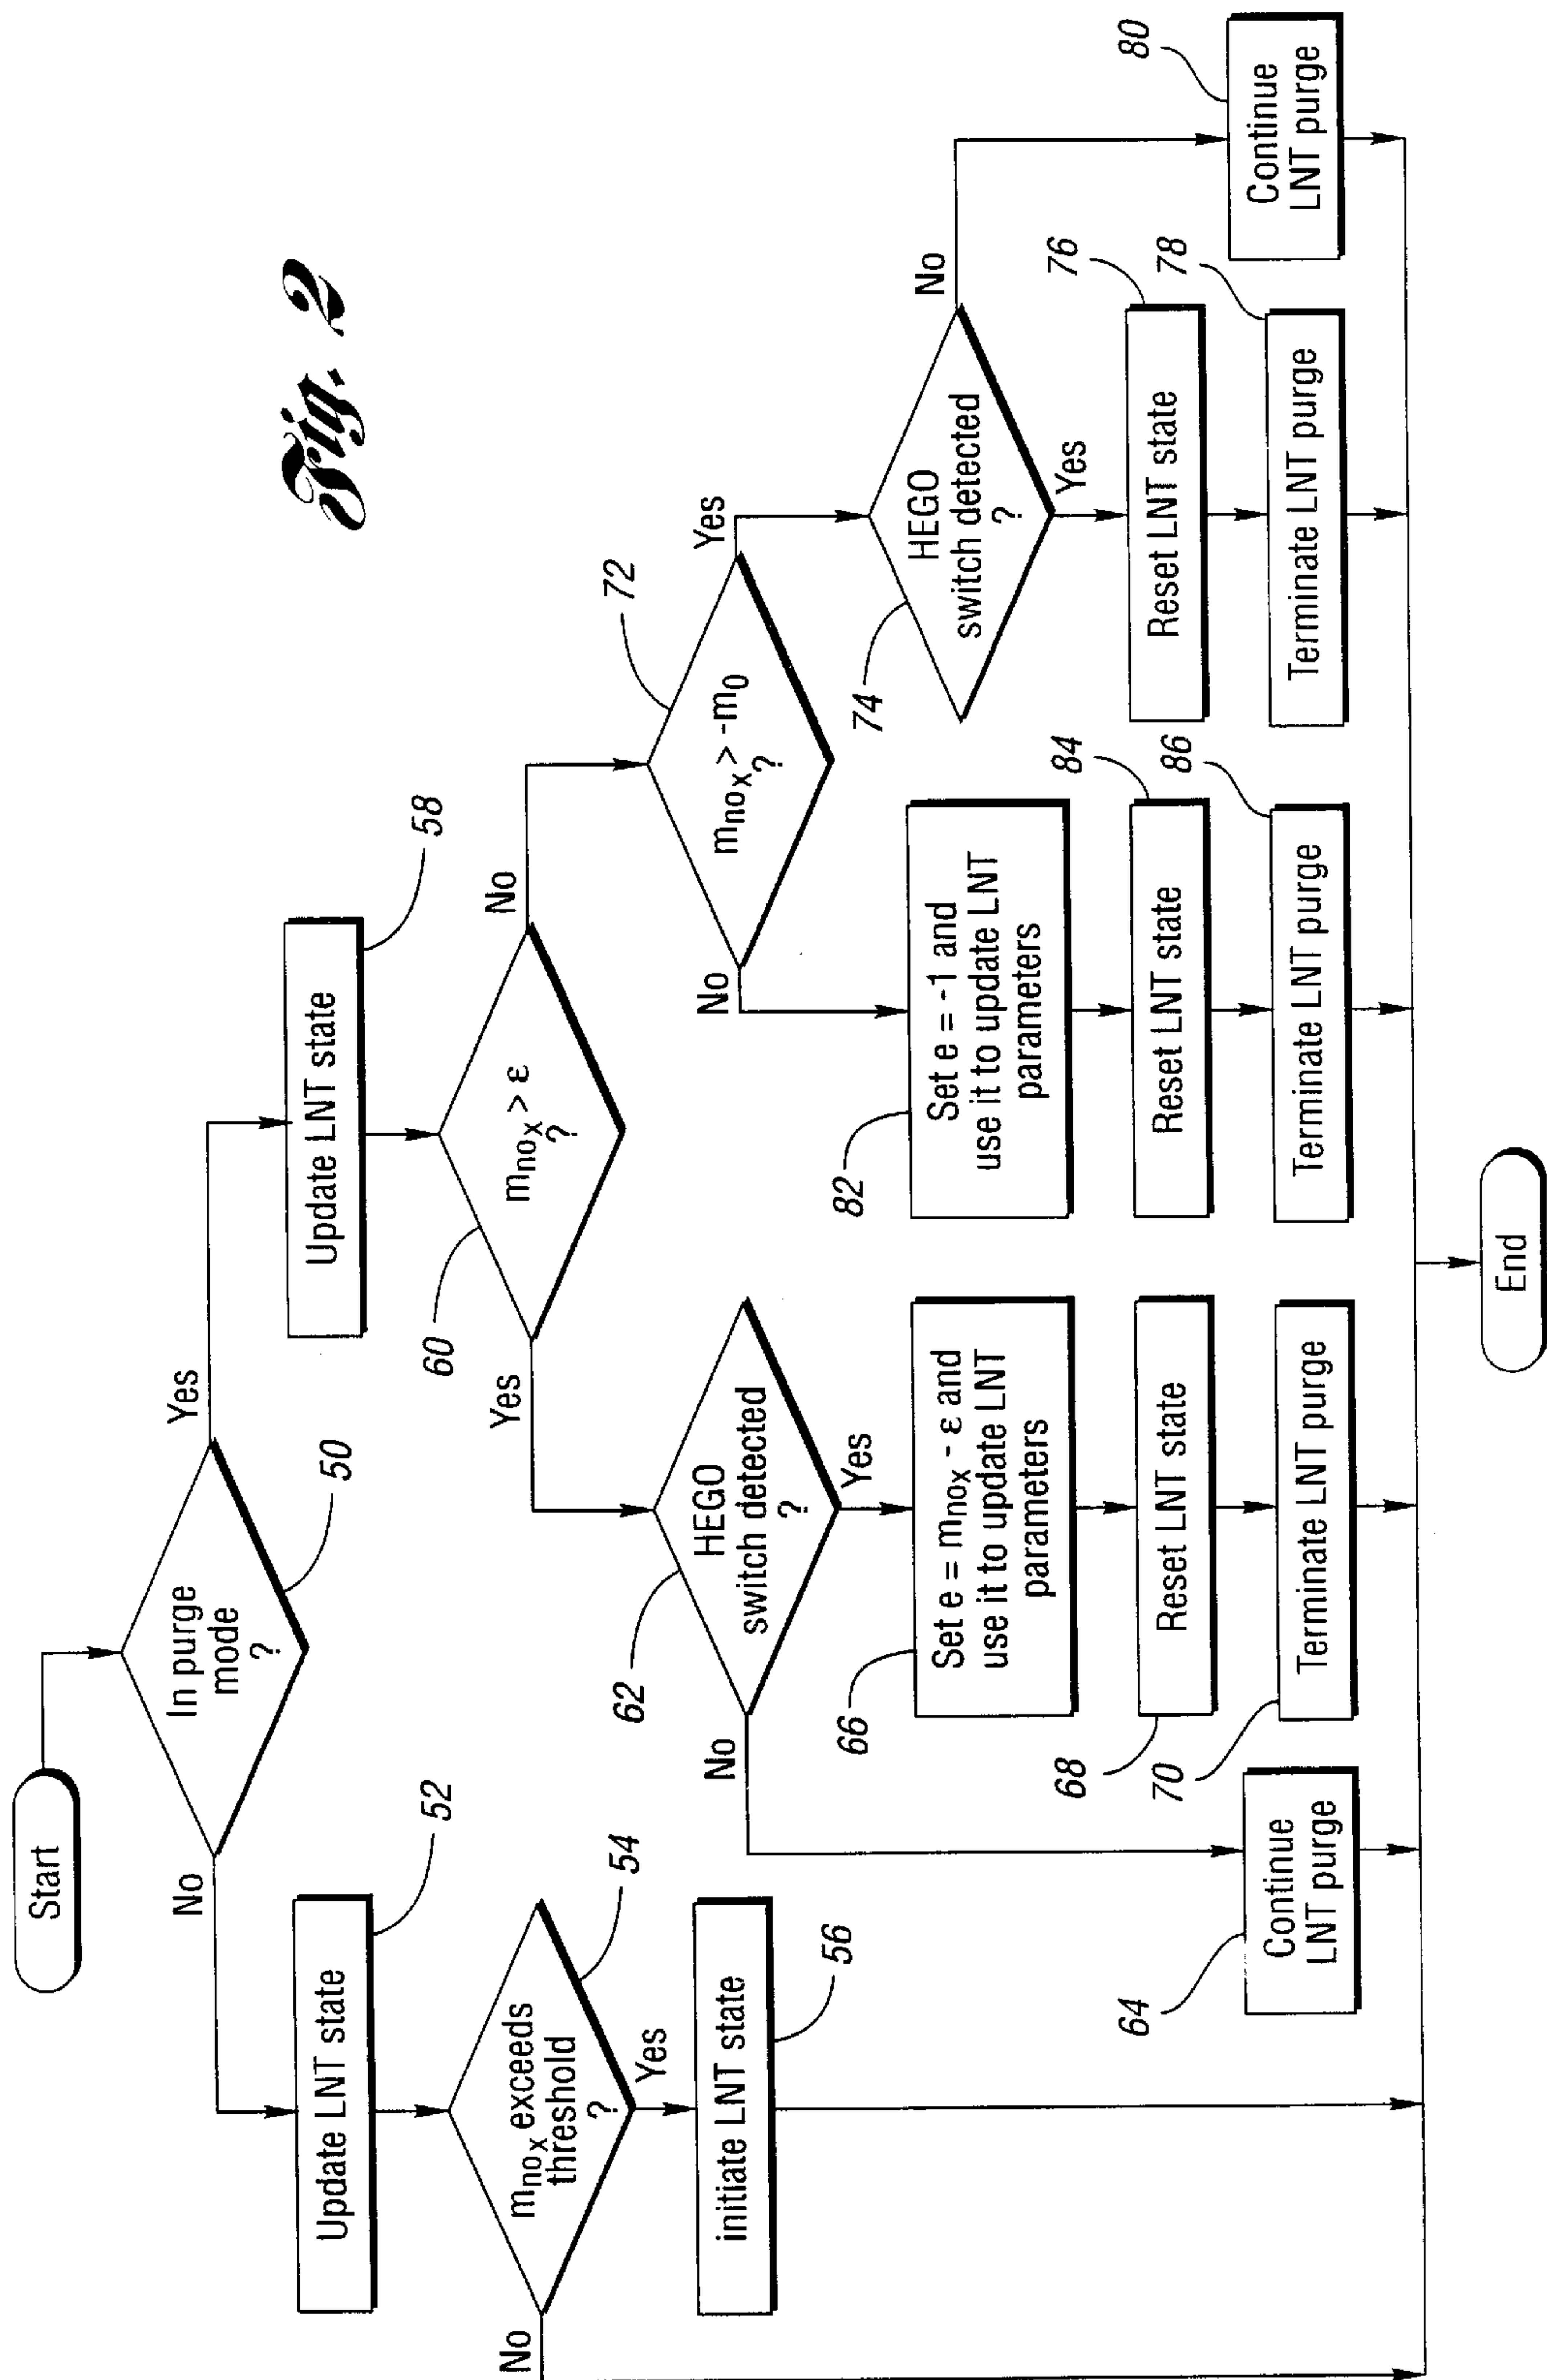 Fig. 2
Start
In purge
mode
?
50
No
Yes
Update LNT state
52
Update LNT state
58
mnox exceeds
threshold
?
54
No
Yes
initiate LNT state
56
mnox > ε
?
60
Yes
No
HEGO
switch detected
?
62
No
Yes
mnox > -m0
?
72
No
Yes
Continue
LNT purge
64
Set e = mnox - ε and
use it to update LNT
parameters
66
Reset LNT state
68
Terminate LNT purge
70
Set e = -1 and
use it to update LNT
parameters
82
Reset LNT state
84
Terminate LNT purge
86
HEGO
switch detected
?
74
No
Yes
Reset LNT state
76
Terminate LNT purge
78
Continue
LNT purge
80
End